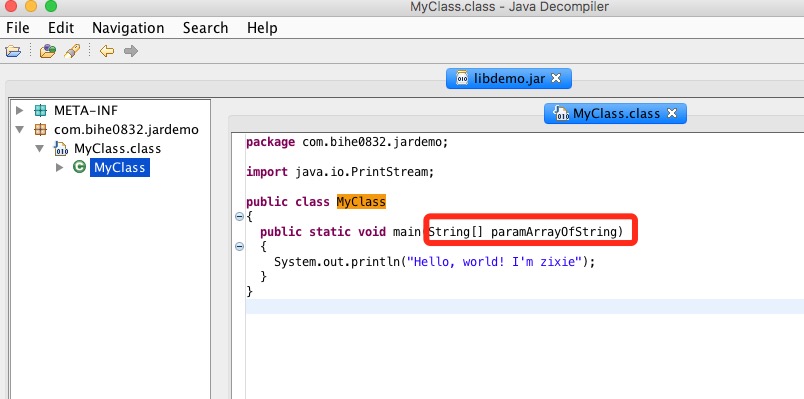 MyClass.class - Java Decompiler
File Edit Navigation Search Help
libdemo.jar
META-INF
com.bihe0832.jardemo
MyClass.class
MyClass
MyClass.class
package com.bihe0832.jardemo;
import java.io.PrintStream;
public class MyClass
{
public static void main(String[] paramArrayOfString)
{
System.out.println("Hello, world! I'm zixie");
}
}